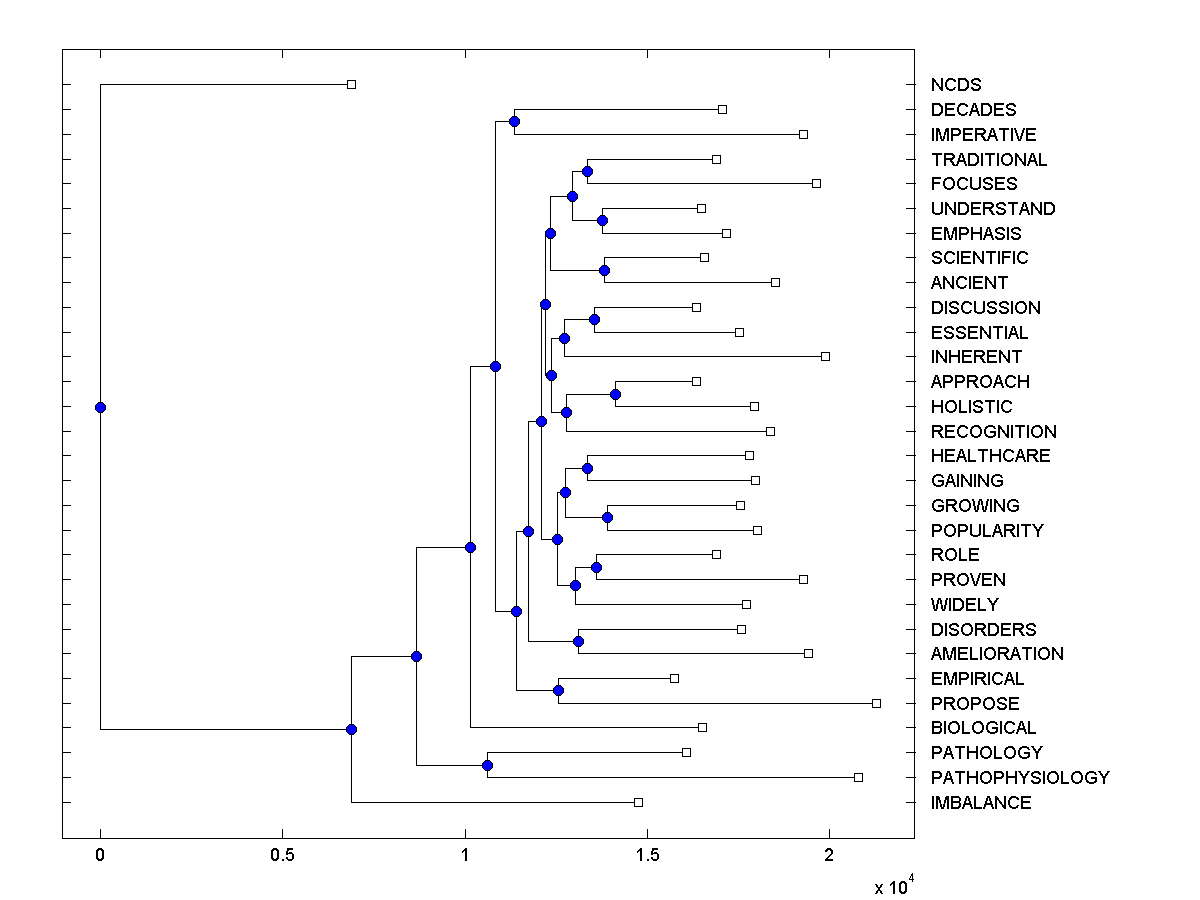 NCDS
DECADES
IMPERATIVE
TRADITIONAL
FOCUSES
UNDERSTAND
EMPHASIS
SCIENTIFIC
ANCIENT
DISCUSSION
ESSENTIAL
INHERENT
APPROACH
HOLISTIC
RECOGNITION
HEALTHCARE
GAINING
GROWING
POPULARITY
ROLE
PROVEN
WIDELY
DISORDERS
AMELIORATION
EMPIRICAL
PROPOSE
BIOLOGICAL
PATHOLOGY
PATHOPHYSIOLOGY
IMBALANCE
0 0.5 1 1.5 2
x 10^4